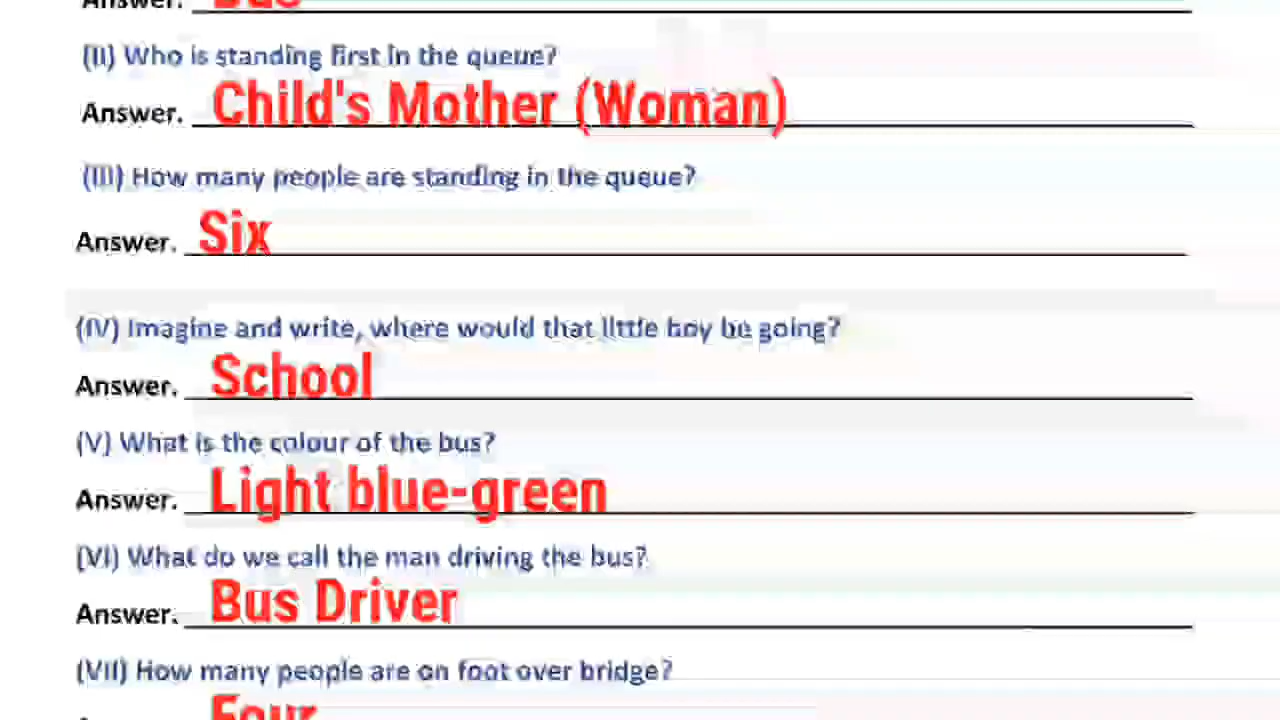 Answer. Bus
(II) Who is standing first in the queue?
Answer. Child's Mother (Woman)
(III) How many people are standing in the queue?
Answer. Six
(IV) Imagine and write, where would that little boy be going?
Answer. School
(V) What is the colour of the bus?
Answer. Light blue-green
(VI) What do we call the man driving the bus?
Answer. Bus Driver
(VII) How many people are on foot over bridge?
Four